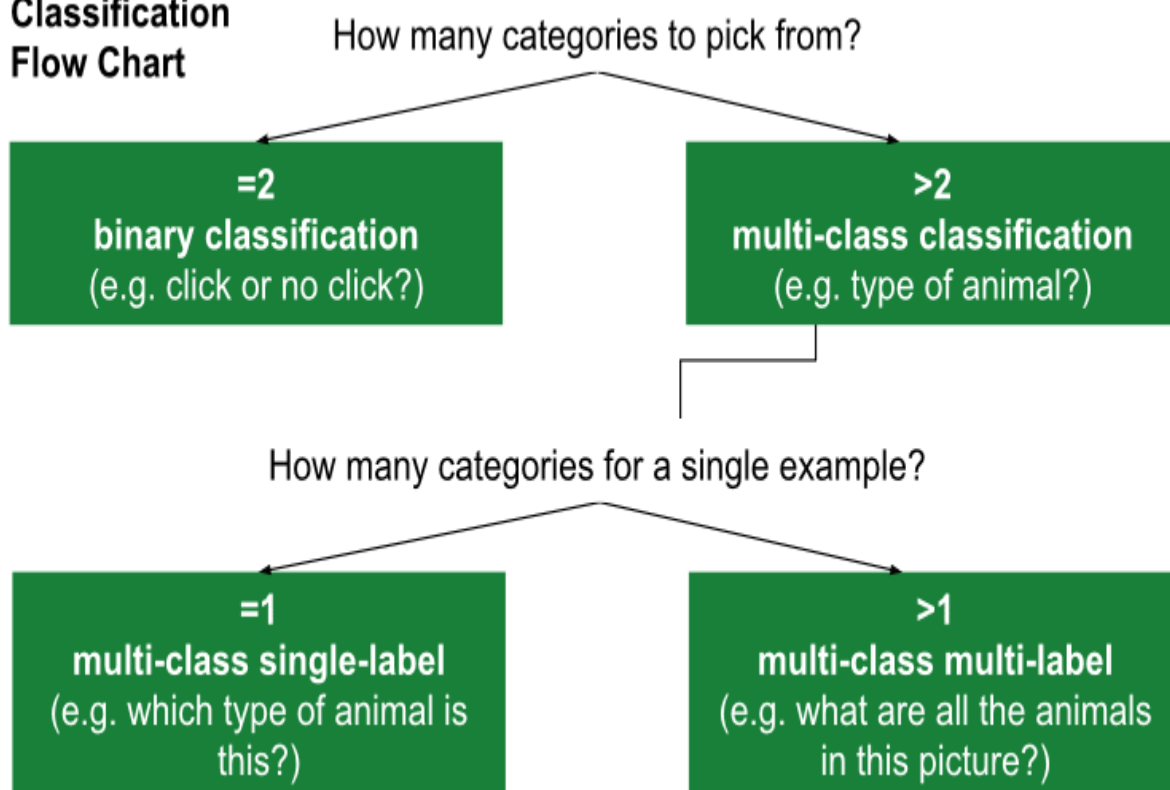 Classification
Flow Chart
How many categories to pick from?
=2
binary classification
(e.g. click or no click?)
>2
multi-class classification
(e.g. type of animal?)
How many categories for a single example?
=1
multi-class single-label
(e.g. which type of animal is
this?)
>1
multi-class multi-label
(e.g. what are all the animals
in this picture?)